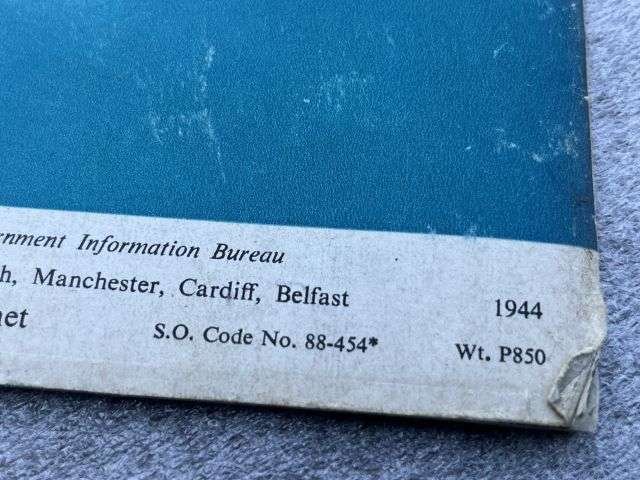 rnment Information Bureau
h, Manchester, Cardiff, Belfast 1944
net S.O. Code No. 88-454* Wt. P850